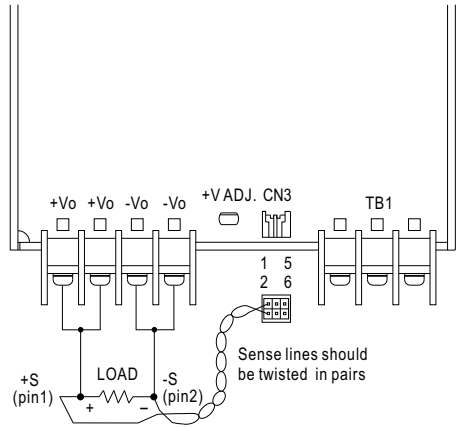 +Vo +Vo -Vo -Vo +V ADJ. CN3 TB1
1 5
2 6
Sense lines should
be twisted in pairs
+S
(pin1)
LOAD
-S
(pin2)
+ −